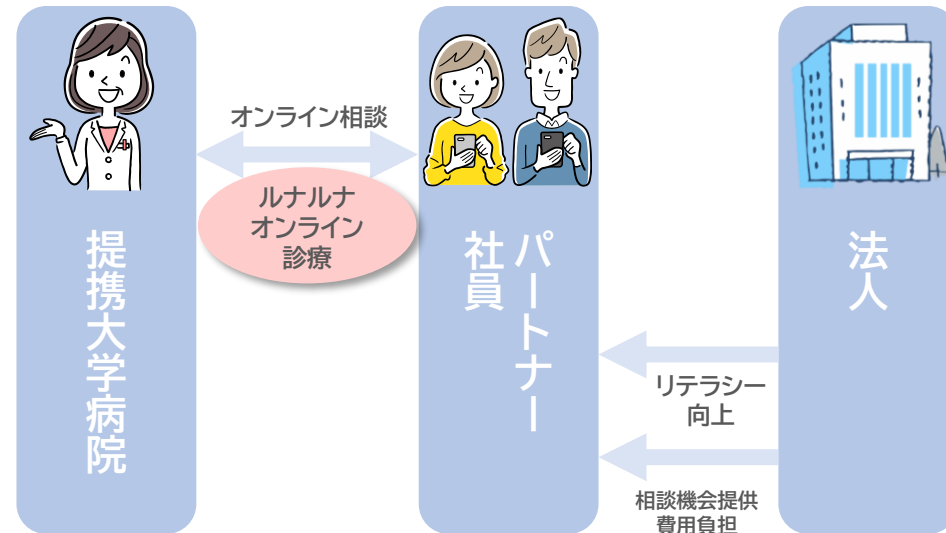 オンライン相談
ルナルナ
オンライン
診療
提携大学病院
パートナー
社員
法人
リテラシー
向上
相談機会提供
費用負担